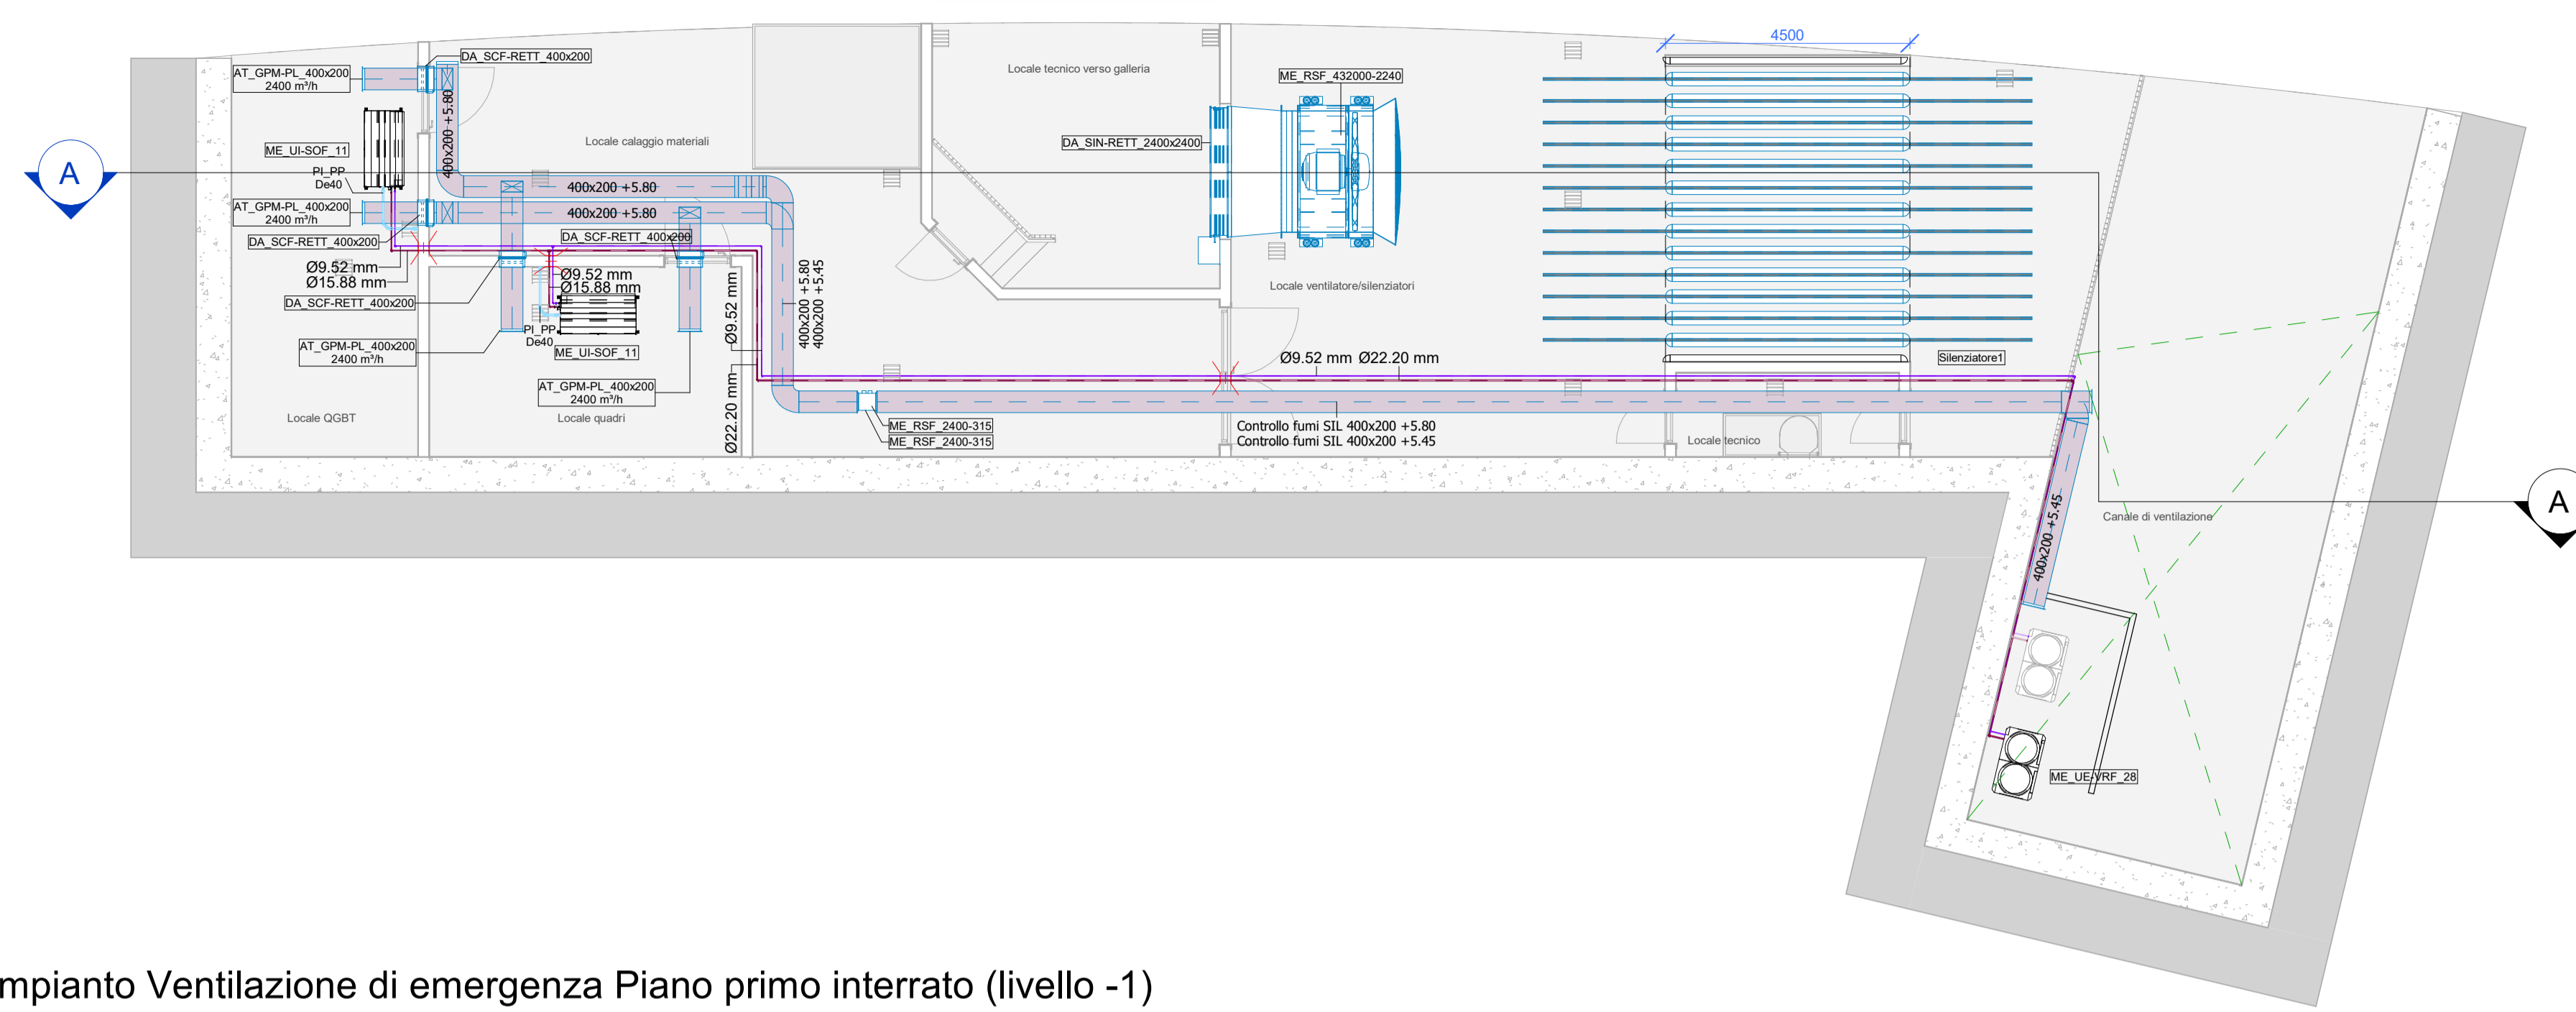 4500
DA_SCF-RETT_400x200
AT_GPM-PL_400x200
2400 m³/h
Locale tecnico verso galleria
ME_RSF_432000-2240
400x200 +5.80
Locale calaggio materiali
DA_SIN-RETT_2400x2400
ME_UI-SOF_11
PI_PP
De40
A
400x200 +5.80
AT_GPM-PL_400x200
2400 m³/h
400x200 +5.80
DA_SCF-RETT_400x200
DA_SCF-RETT_400x200
Ø9.52 mm
Ø15.88 mm
Ø9.52 mm
Ø15.88 mm
DA_SCF-RETT_400x200
Ø9.52 mm
400x200 +5.80
400x200 +5.45
Locale ventilatore/silenziatori
PI_PP
De40
AT_GPM-PL_400x200
2400 m³/h
ME_UI-SOF_11
Ø9.52 mm Ø22.20 mm
Silenziatore1
AT_GPM-PL_400x200
2400 m³/h
Ø22.20 mm
Locale QGBT
Locale quadri
ME_RSF_2400-315
ME_RSF_2400-315
Controllo fumi SIL 400x200 +5.80
Controllo fumi SIL 400x200 +5.45
Locale tecnico
400x200 +5.45
Canale di ventilazione
A
ME_UE-VRF_28
mpianto Ventilazione di emergenza Piano primo interrato (livello -1)